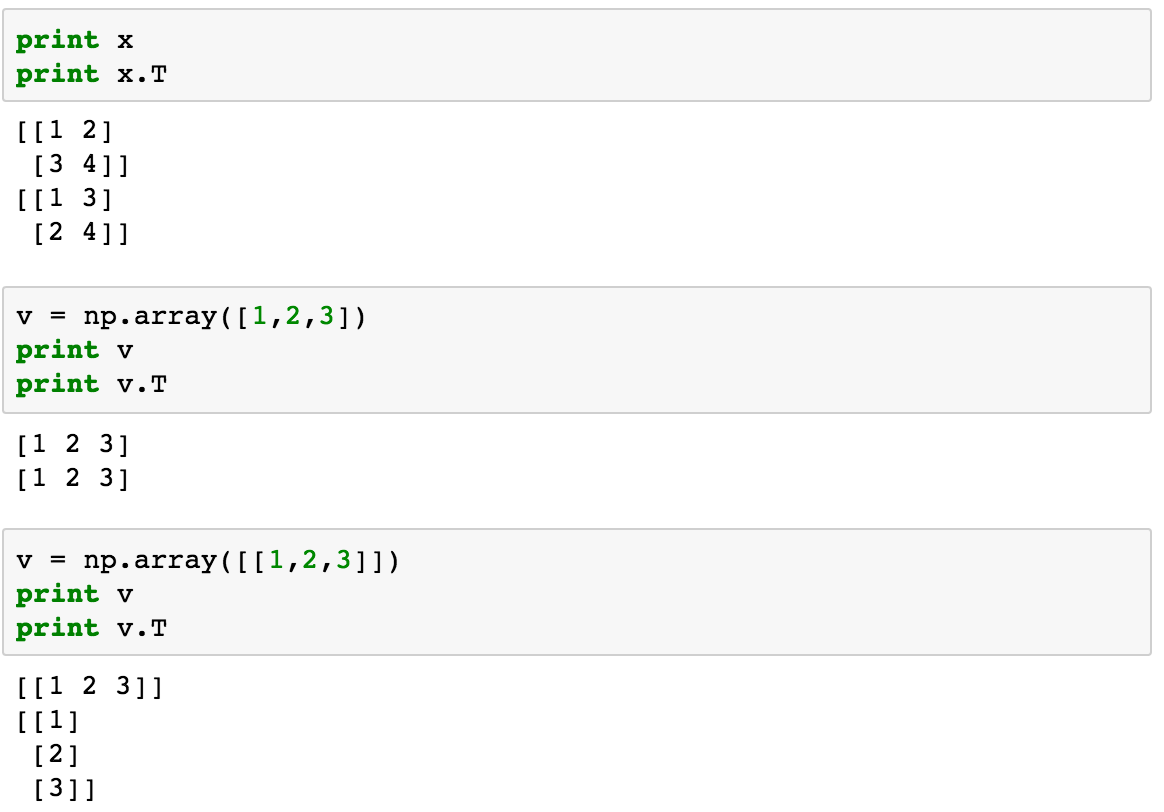 print x
print x.T
[[1 2]
 [3 4]]
[[1 3]
 [2 4]]
v = np.array([1,2,3])
print v
print v.T
[1 2 3]
[1 2 3]
v = np.array([[1,2,3]])
print v
print v.T
[[1 2 3]]
[[1]
 [2]
 [3]]